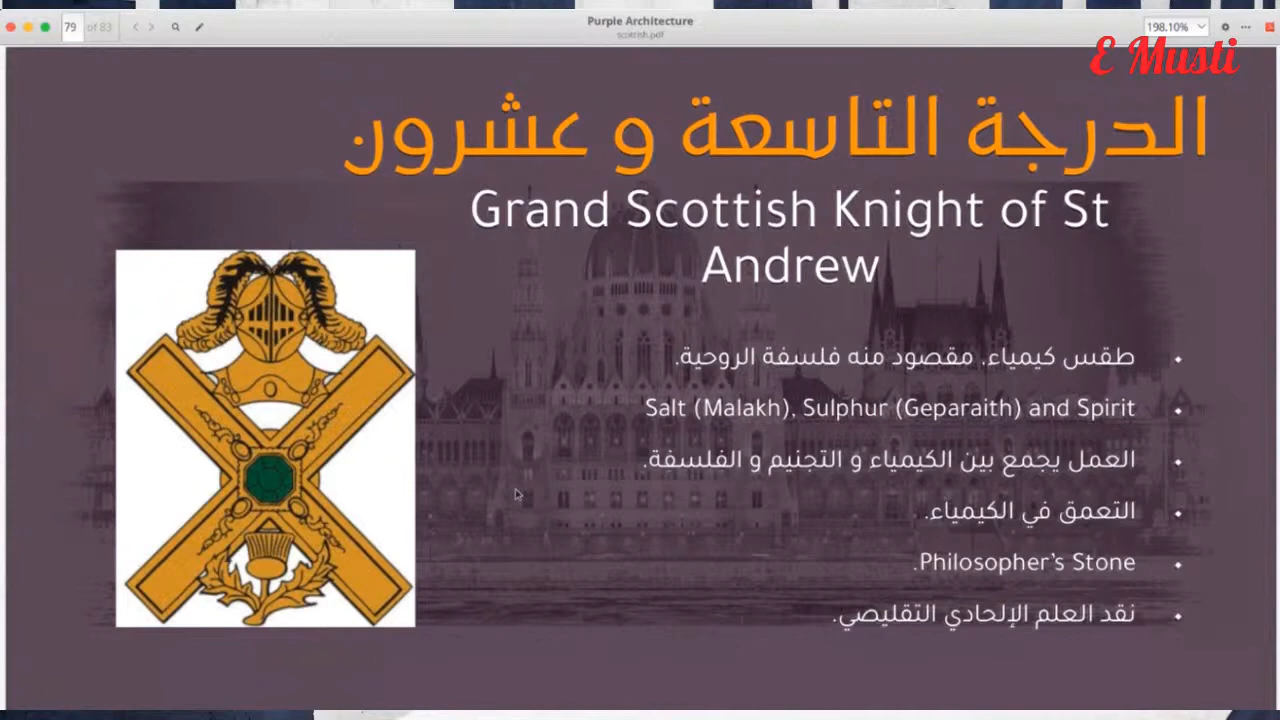 79 of 83
Purple Architecture
scottish.pdf
198.10%
E Musti
الدرجة التاسعة و عشرون
Grand Scottish Knight of St
Andrew
طقس كيمياء, مقصود منه فلسفة الروحية.
Salt (Malakh), Sulphur (Geparaith) and Spirit
العمل يجمع بين الكيمياء و التجنيم و الفلسفة.
التعمق في الكيمياء.
Philosopher’s Stone.
نقد العلم الإلحادي التقليصي.